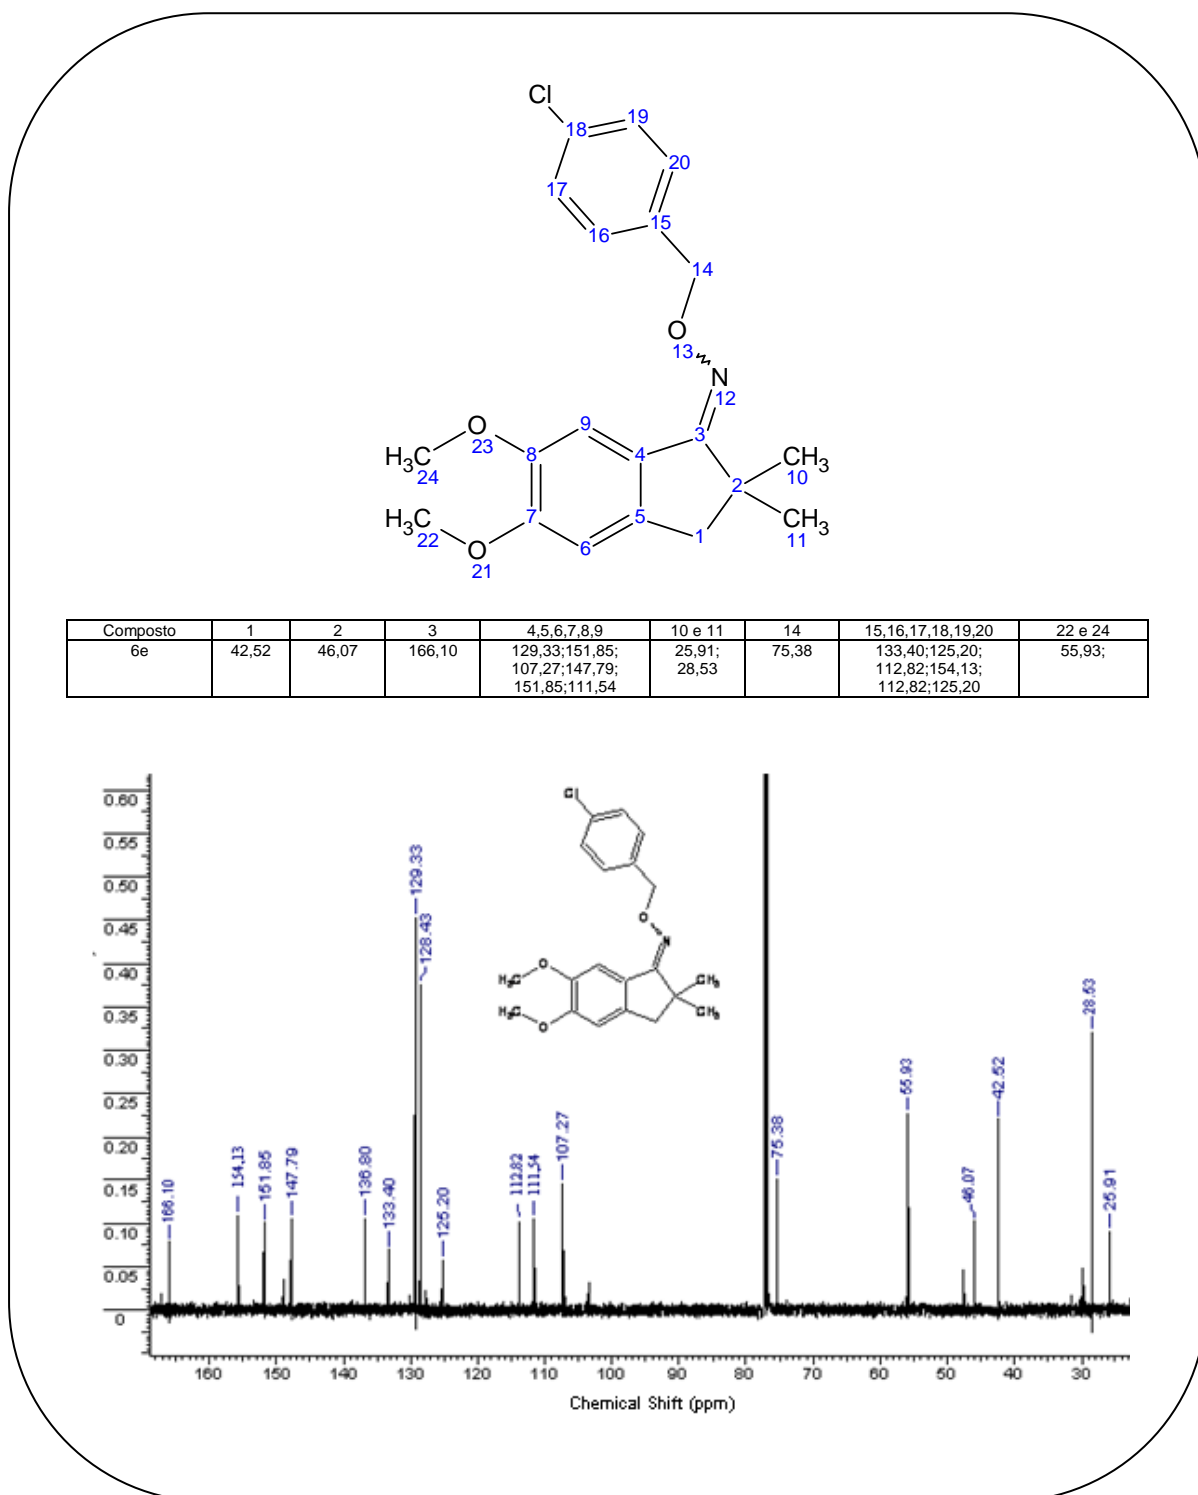 Cl
18
19
17
20
16
15
14
O
13
N
12
O
23
H3C
24
8
9
4
3
2
CH3
10
H3C
22
7
5
CH3
11
O
21
6
1
Composto 1 2 3 4,5,6,7,8,9 10 e 11 14 15,16,17,18,19,20 22 e 24
6e 42,52 46,07 166,10 129,33;151,85; 25,91; 75,38 133,40;125,20; 55,93;
107,27;147,79; 28,53 112,82;154,13;
151,85;111,54 112,82;125,20
0.60
0.55
0.50
0.45
0.40
0.35
0.30
0.25
0.20
0.15
0.10
0.05
0
166.10
154,13
151.85
147.79
136.80
133.40
129.33
128.43
125.20
112.82
111,54
107.27
75.38
55.93
46.07
42.52
28.53
25.91
Cl
O
N
H3C
O
CH3
H3C
O
CH3
160 150 140 130 120 110 100 90 80 70 60 50 40 30
Chemical Shift (ppm)